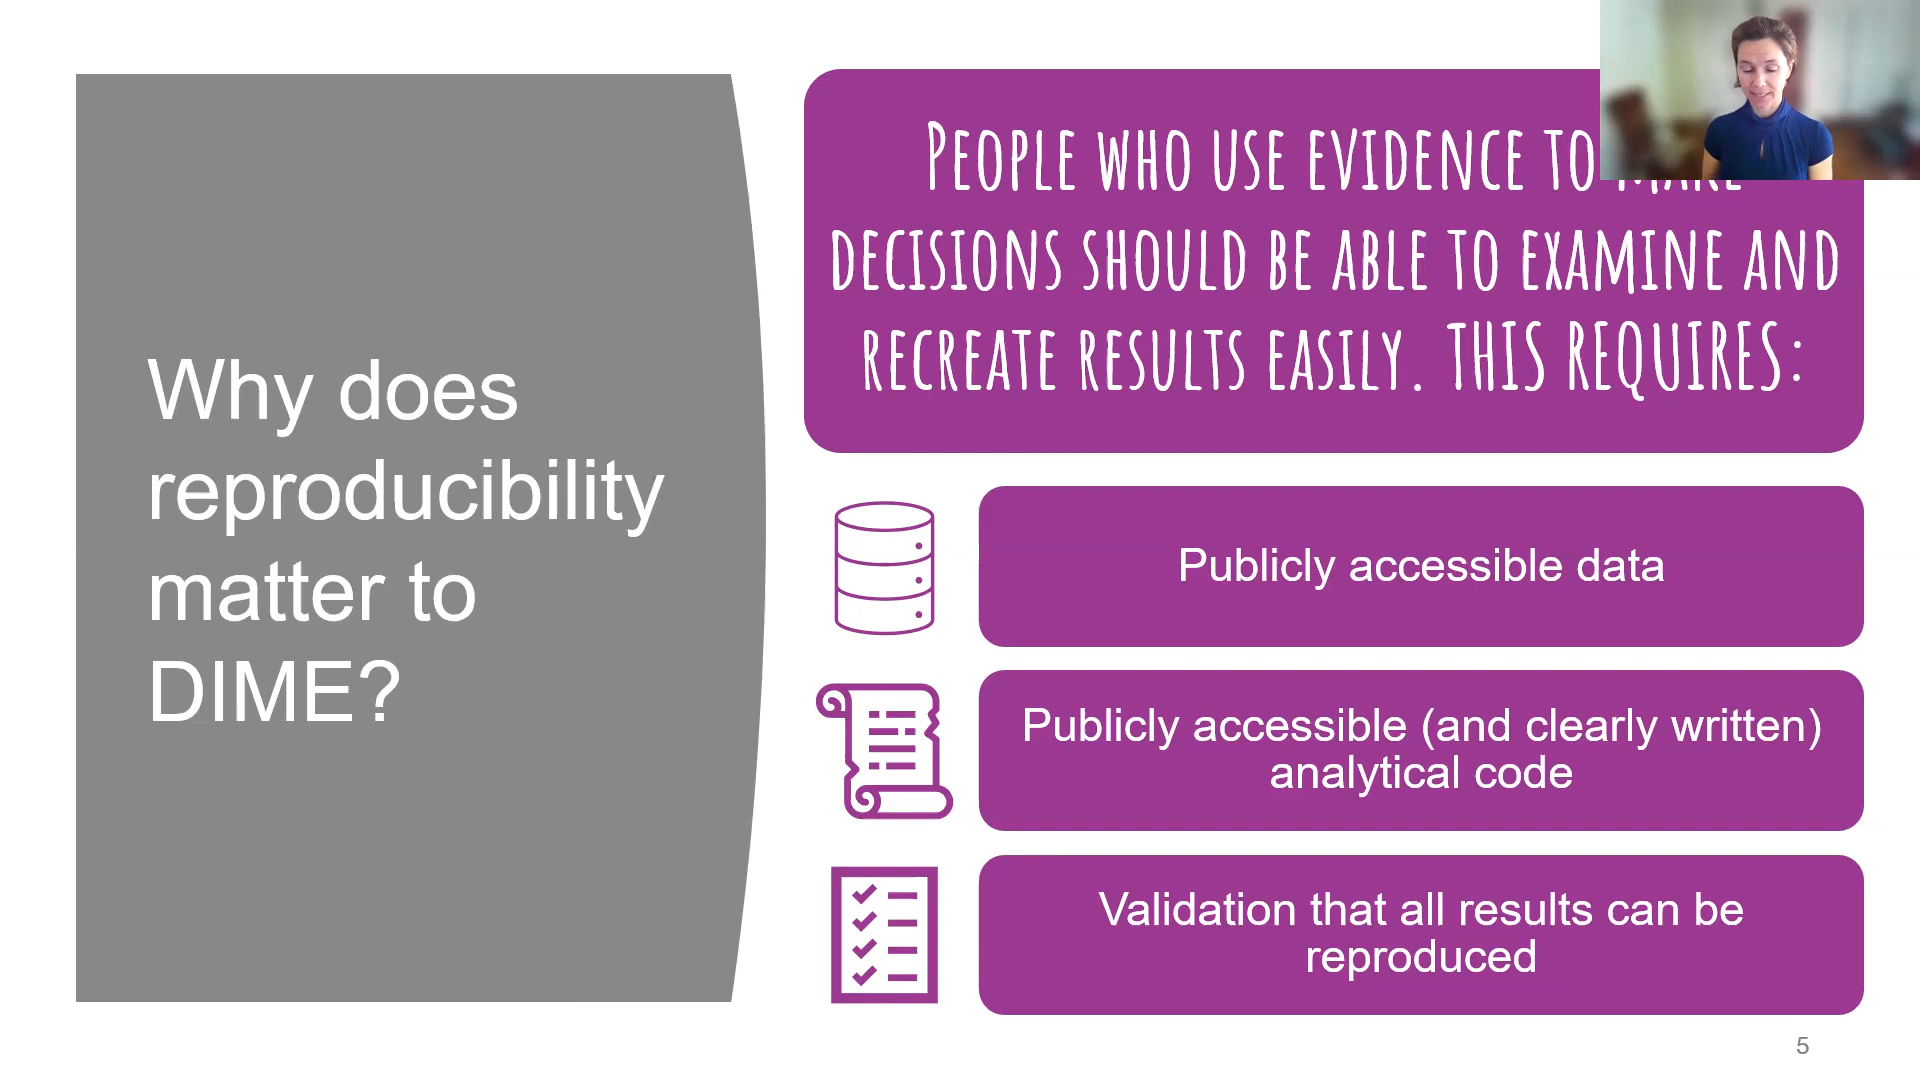 Why does
reproducibility
matter to
DIME?
PEOPLE WHO USE EVIDENCE TO MAKE
DECISIONS SHOULD BE ABLE TO EXAMINE AND
RECREATE RESULTS EASILY. THIS REQUIRES:
Publicly accessible data
Publicly accessible (and clearly written)
analytical code
Validation that all results can be
reproduced
5